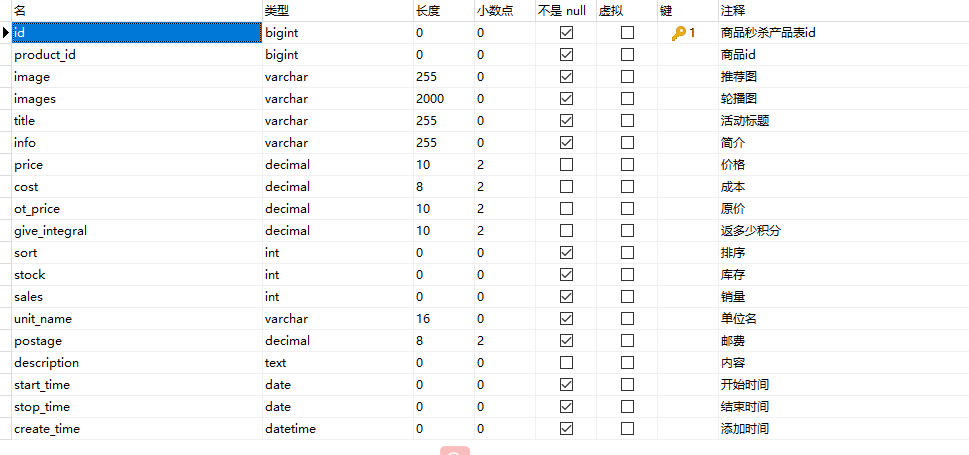 名 类型 长度 小数点 不是 null 虚拟 键 注释
id bigint 0 0 1 商品秒杀产品表id
product_id bigint 0 0 商品id
image varchar 255 0 推荐图
images varchar 2000 0 轮播图
title varchar 255 0 活动标题
info varchar 255 0 简介
price decimal 10 2 价格
cost decimal 8 2 成本
ot_price decimal 10 2 原价
give_integral decimal 10 2 返多少积分
sort int 0 0 排序
stock int 0 0 库存
sales int 0 0 销量
unit_name varchar 16 0 单位名
postage decimal 8 2 邮费
description text 0 0 内容
start_time date 0 0 开始时间
stop_time date 0 0 结束时间
create_time datetime 0 0 添加时间